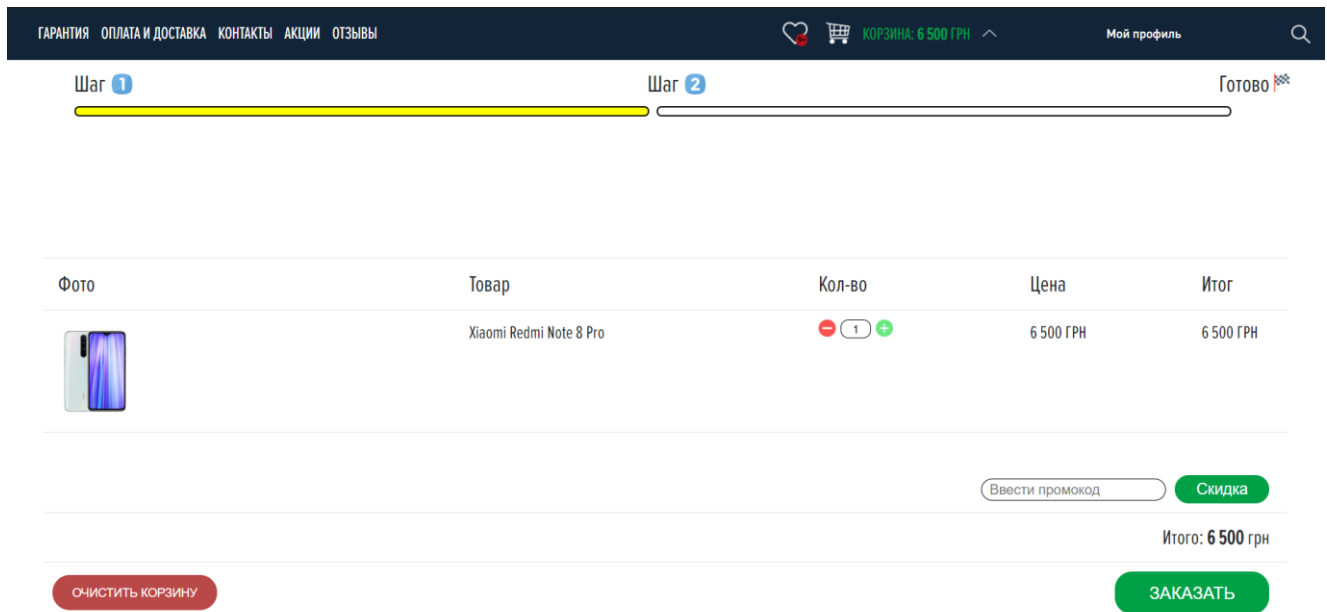 ГАРАНТИЯ ОПЛАТА И ДОСТАВКА КОНТАКТЫ АКЦИИ ОТЗЫВЫ КОРЗИНА: 6 500 ГРН Мой профиль
Шаг 1 Шаг 2 Готово
Фото Товар Кол-во Цена Итог
Xiaomi Redmi Note 8 Pro 1 6 500 ГРН 6 500 ГРН
Ввести промокод Скидка
Итого: 6 500 грн
ОЧИСТИТЬ КОРЗИНУ ЗАКАЗАТЬ